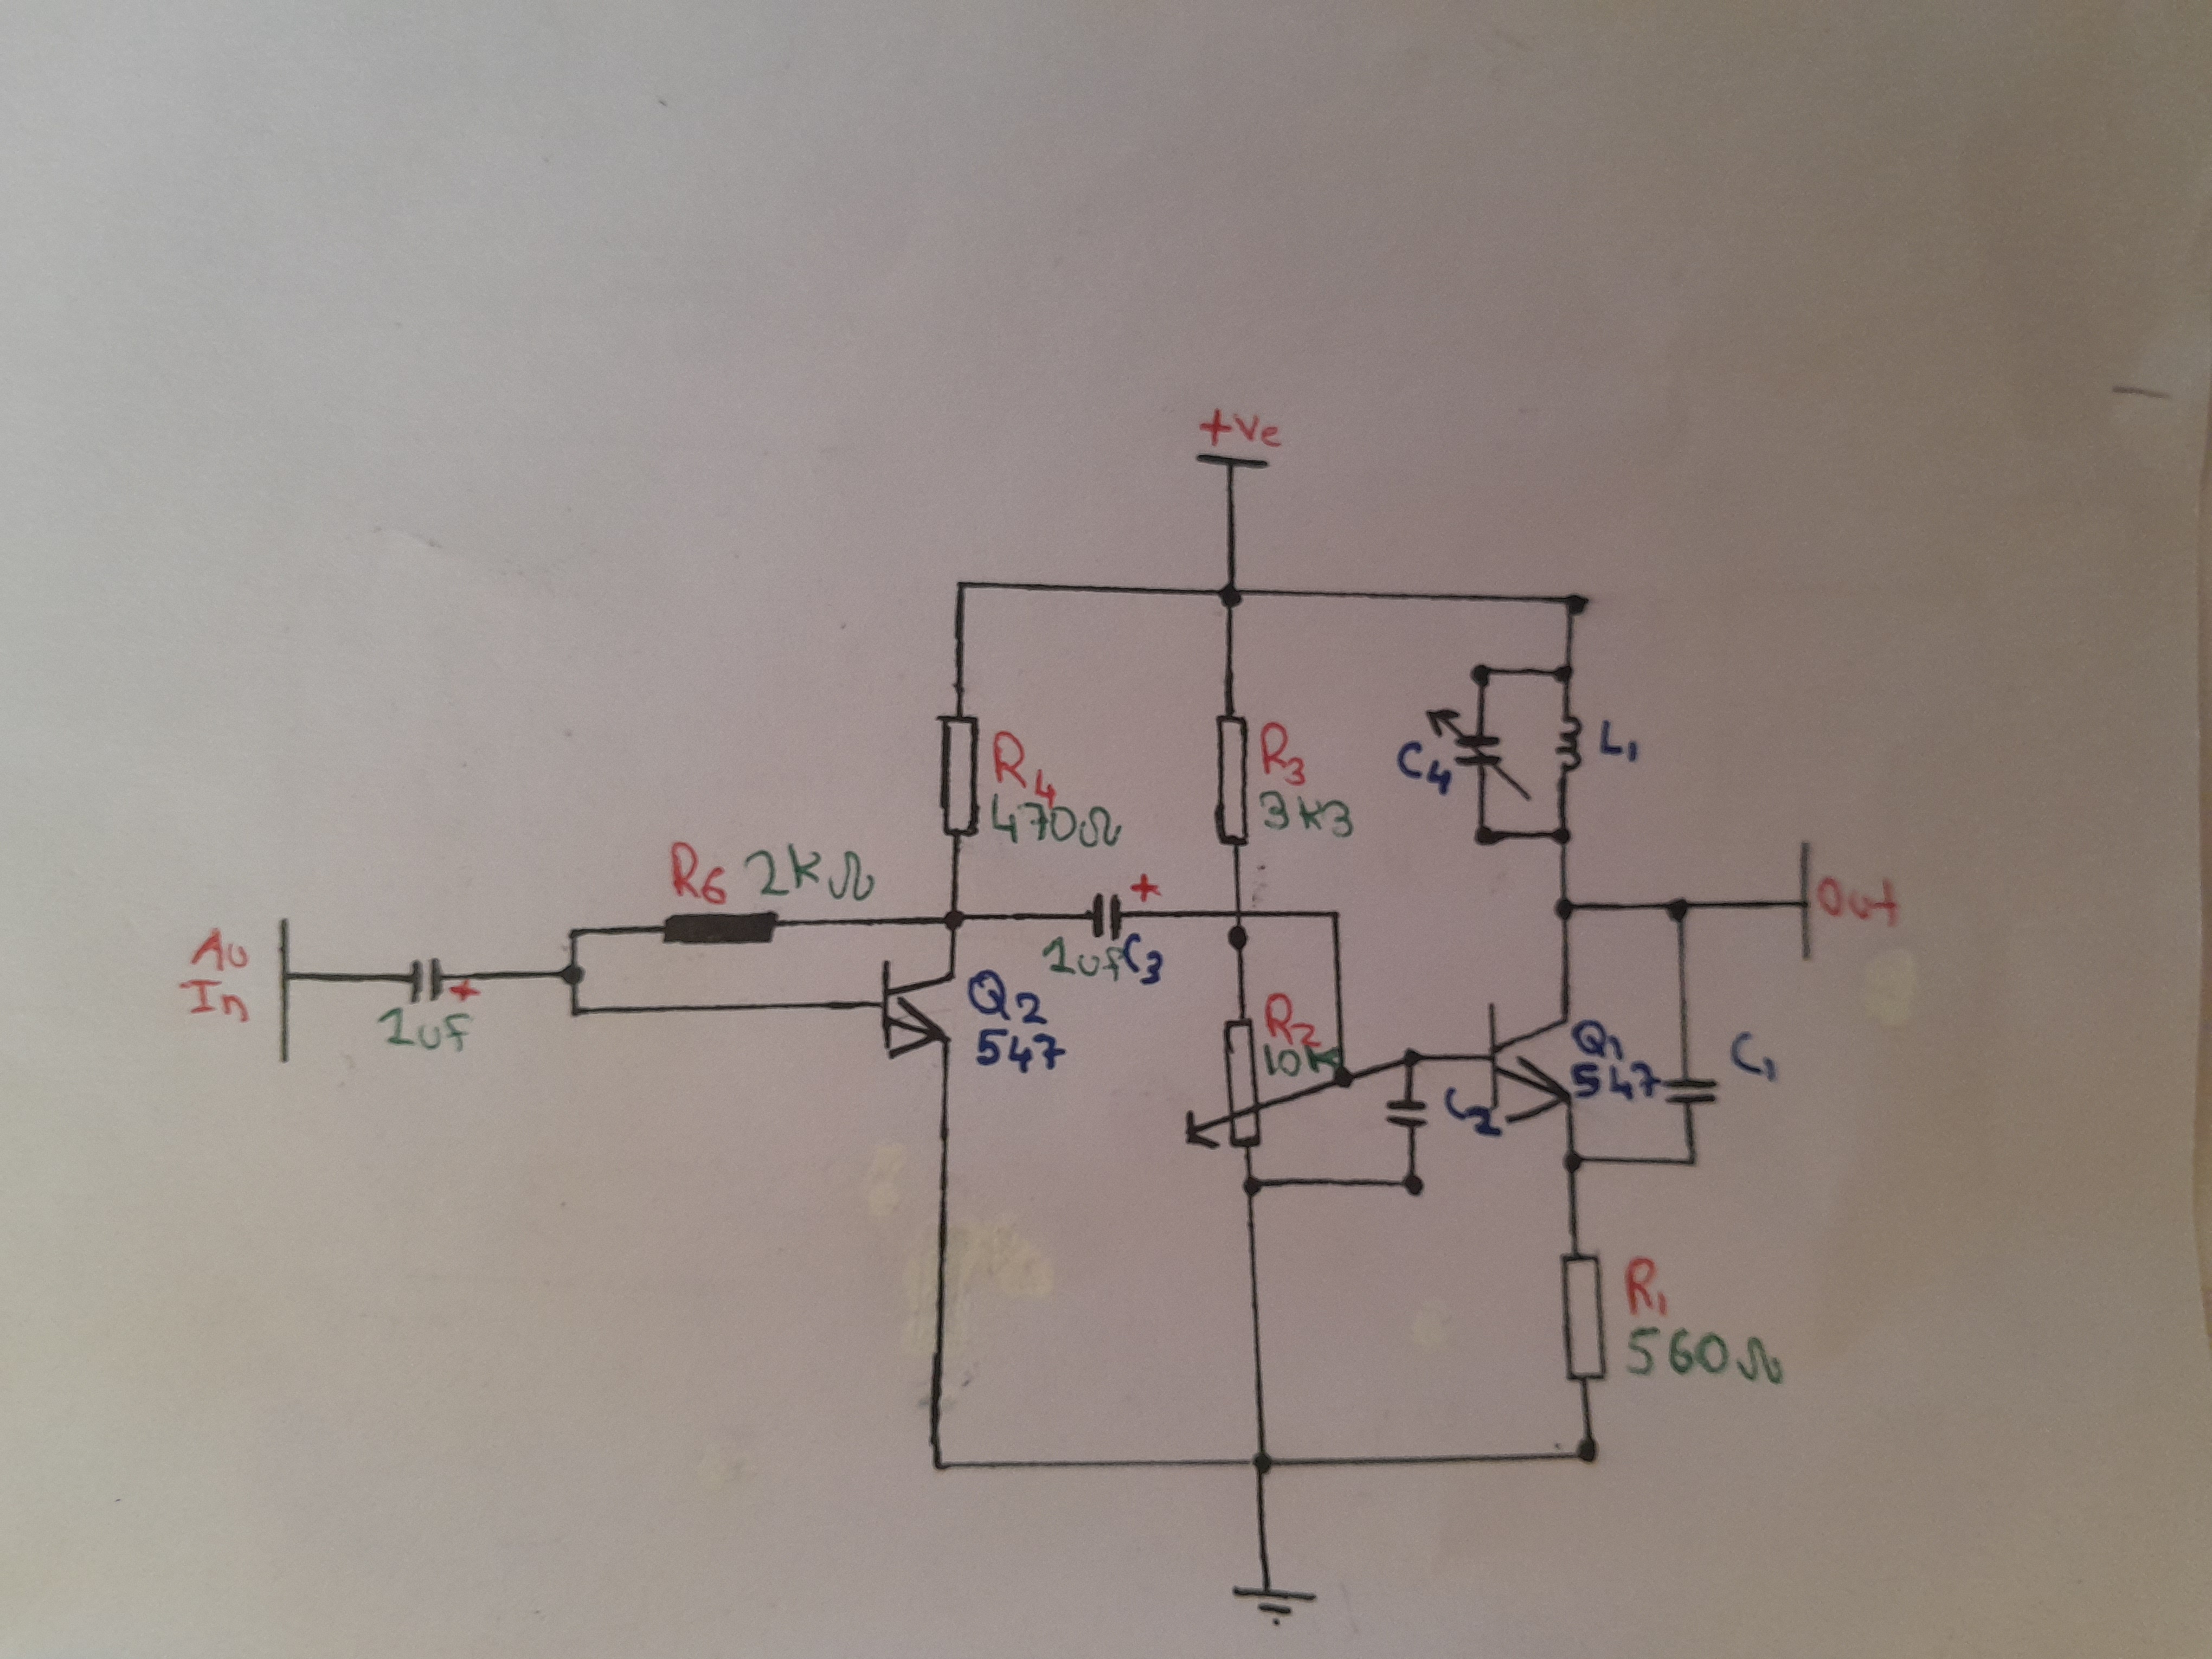 +ve
R4
470Ω
R3
3K3
C4
L1
R6 2KΩ
Au
In
1uf
+
+
1uf C3
Out
Q2
547
R2
10K
C2
Q1
547
C1
R1
560Ω